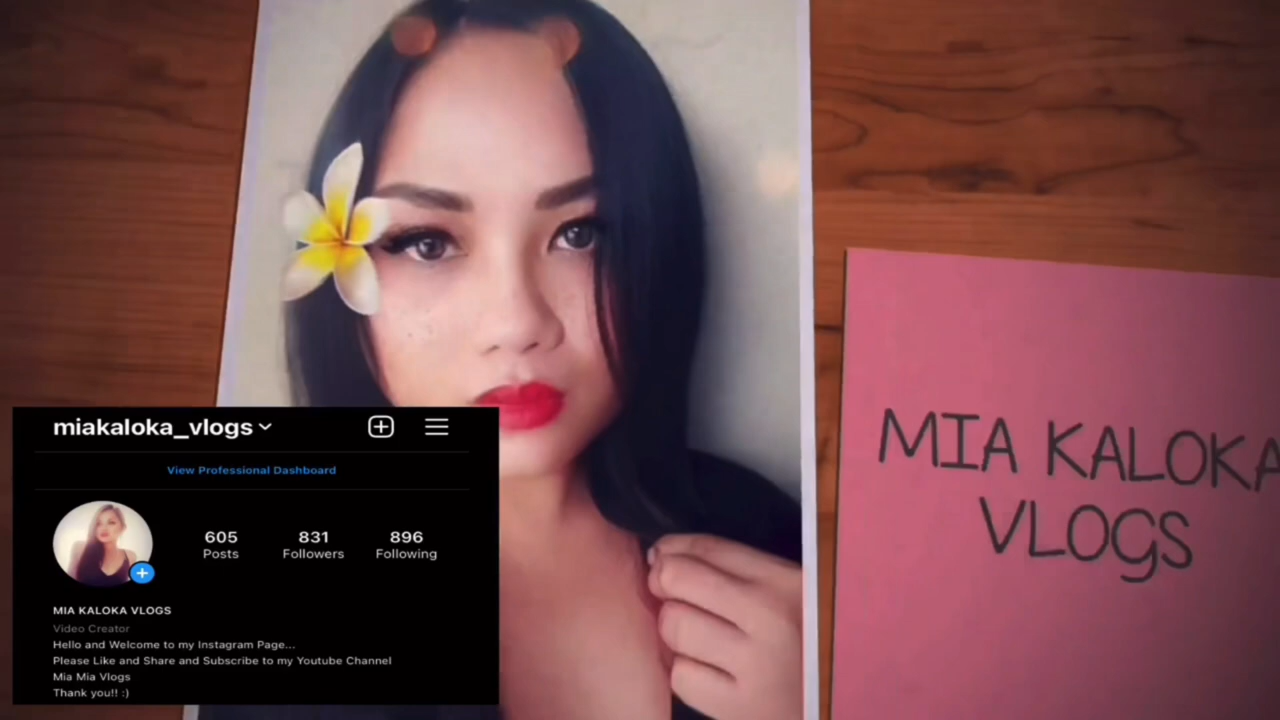 miakaloka_vlogs
View Professional Dashboard
605 831 896
Posts Followers Following
MIA KALOKA VLOGS
Video Creator
Hello and Welcome to my Instagram Page...
Please Like and Share and Subscribe to my Youtube Channel
Mia Mia Vlogs
Thank you!! :)
MIA KALOKA
VLOGS